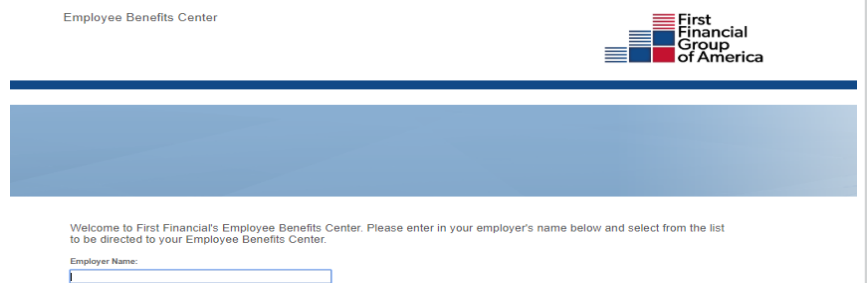 Employee Benefits Center
First
Financial
Group
of America
Welcome to First Financial's Employee Benefits Center. Please enter in your employer's name below and select from the list
to be directed to your Employee Benefits Center.
Employer Name: